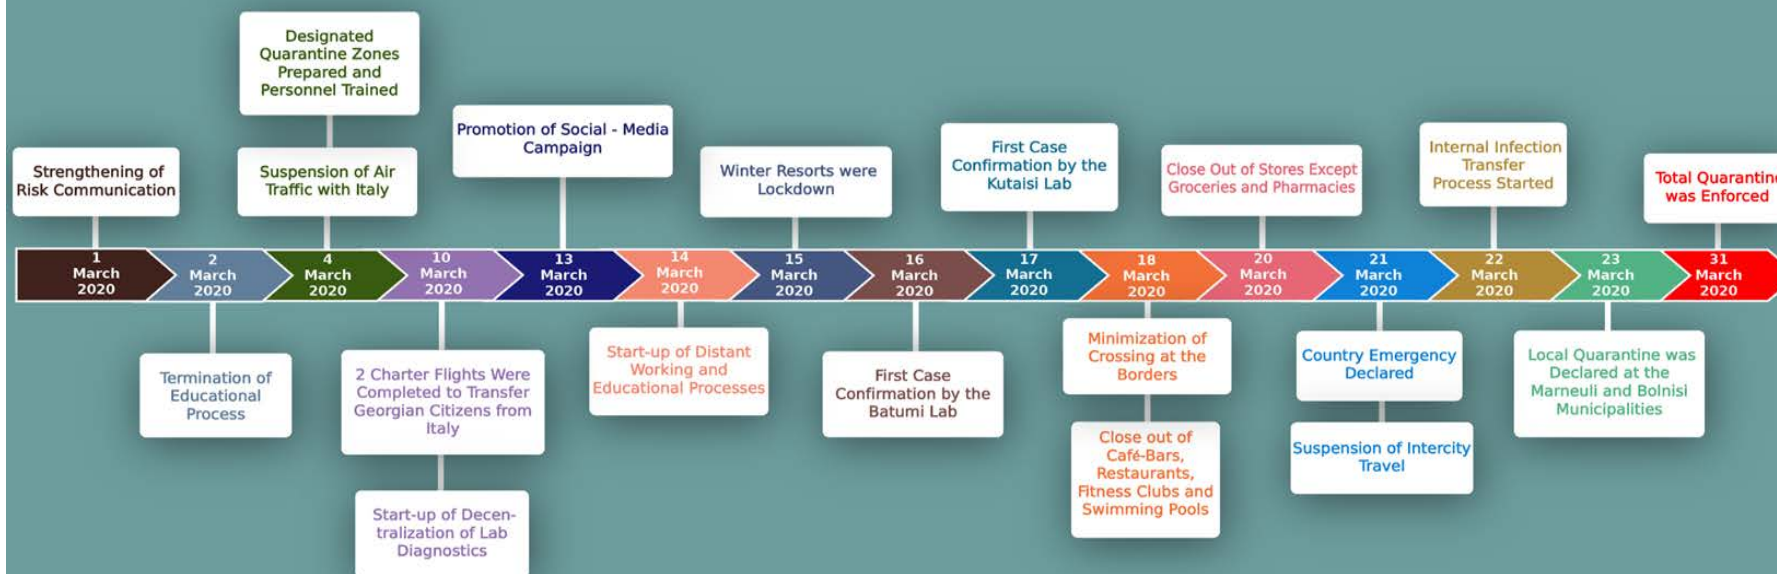 Designated
Quarantine Zones
Prepared and
Personnel Trained
Promotion of Social - Media
Campaign
First Case
Confirmation by the
Kutaisi Lab
Internal Infection
Transfer
Process Started
Strengthening of
Risk Communication
Suspension of Air
Traffic with Italy
Winter Resorts were
Lockdown
Close Out of Stores Except
Groceries and Pharmacies
Total Quarantine
was Enforced
1
March
2020
2
March
2020
4
March
2020
10
March
2020
13
March
2020
14
March
2020
15
March
2020
16
March
2020
17
March
2020
18
March
2020
20
March
2020
21
March
2020
22
March
2020
23
March
2020
31
March
2020
Termination of
Educational
Process
2 Charter Flights Were
Completed to Transfer
Georgian Citizens from
Italy
Start-up of Decen-
tralization of Lab
Diagnostics
Start-up of Distant
Working and
Educational Processes
First Case
Confirmation by the
Batumi Lab
Minimization of
Crossing at the
Borders
Close out of
Café-Bars,
Restaurants,
Fitness Clubs and
Swimming Pools
Country Emergency
Declared
Suspension of Intercity
Travel
Local Quarantine was
Declared at the
Marneuli and Bolnisi
Municipalities